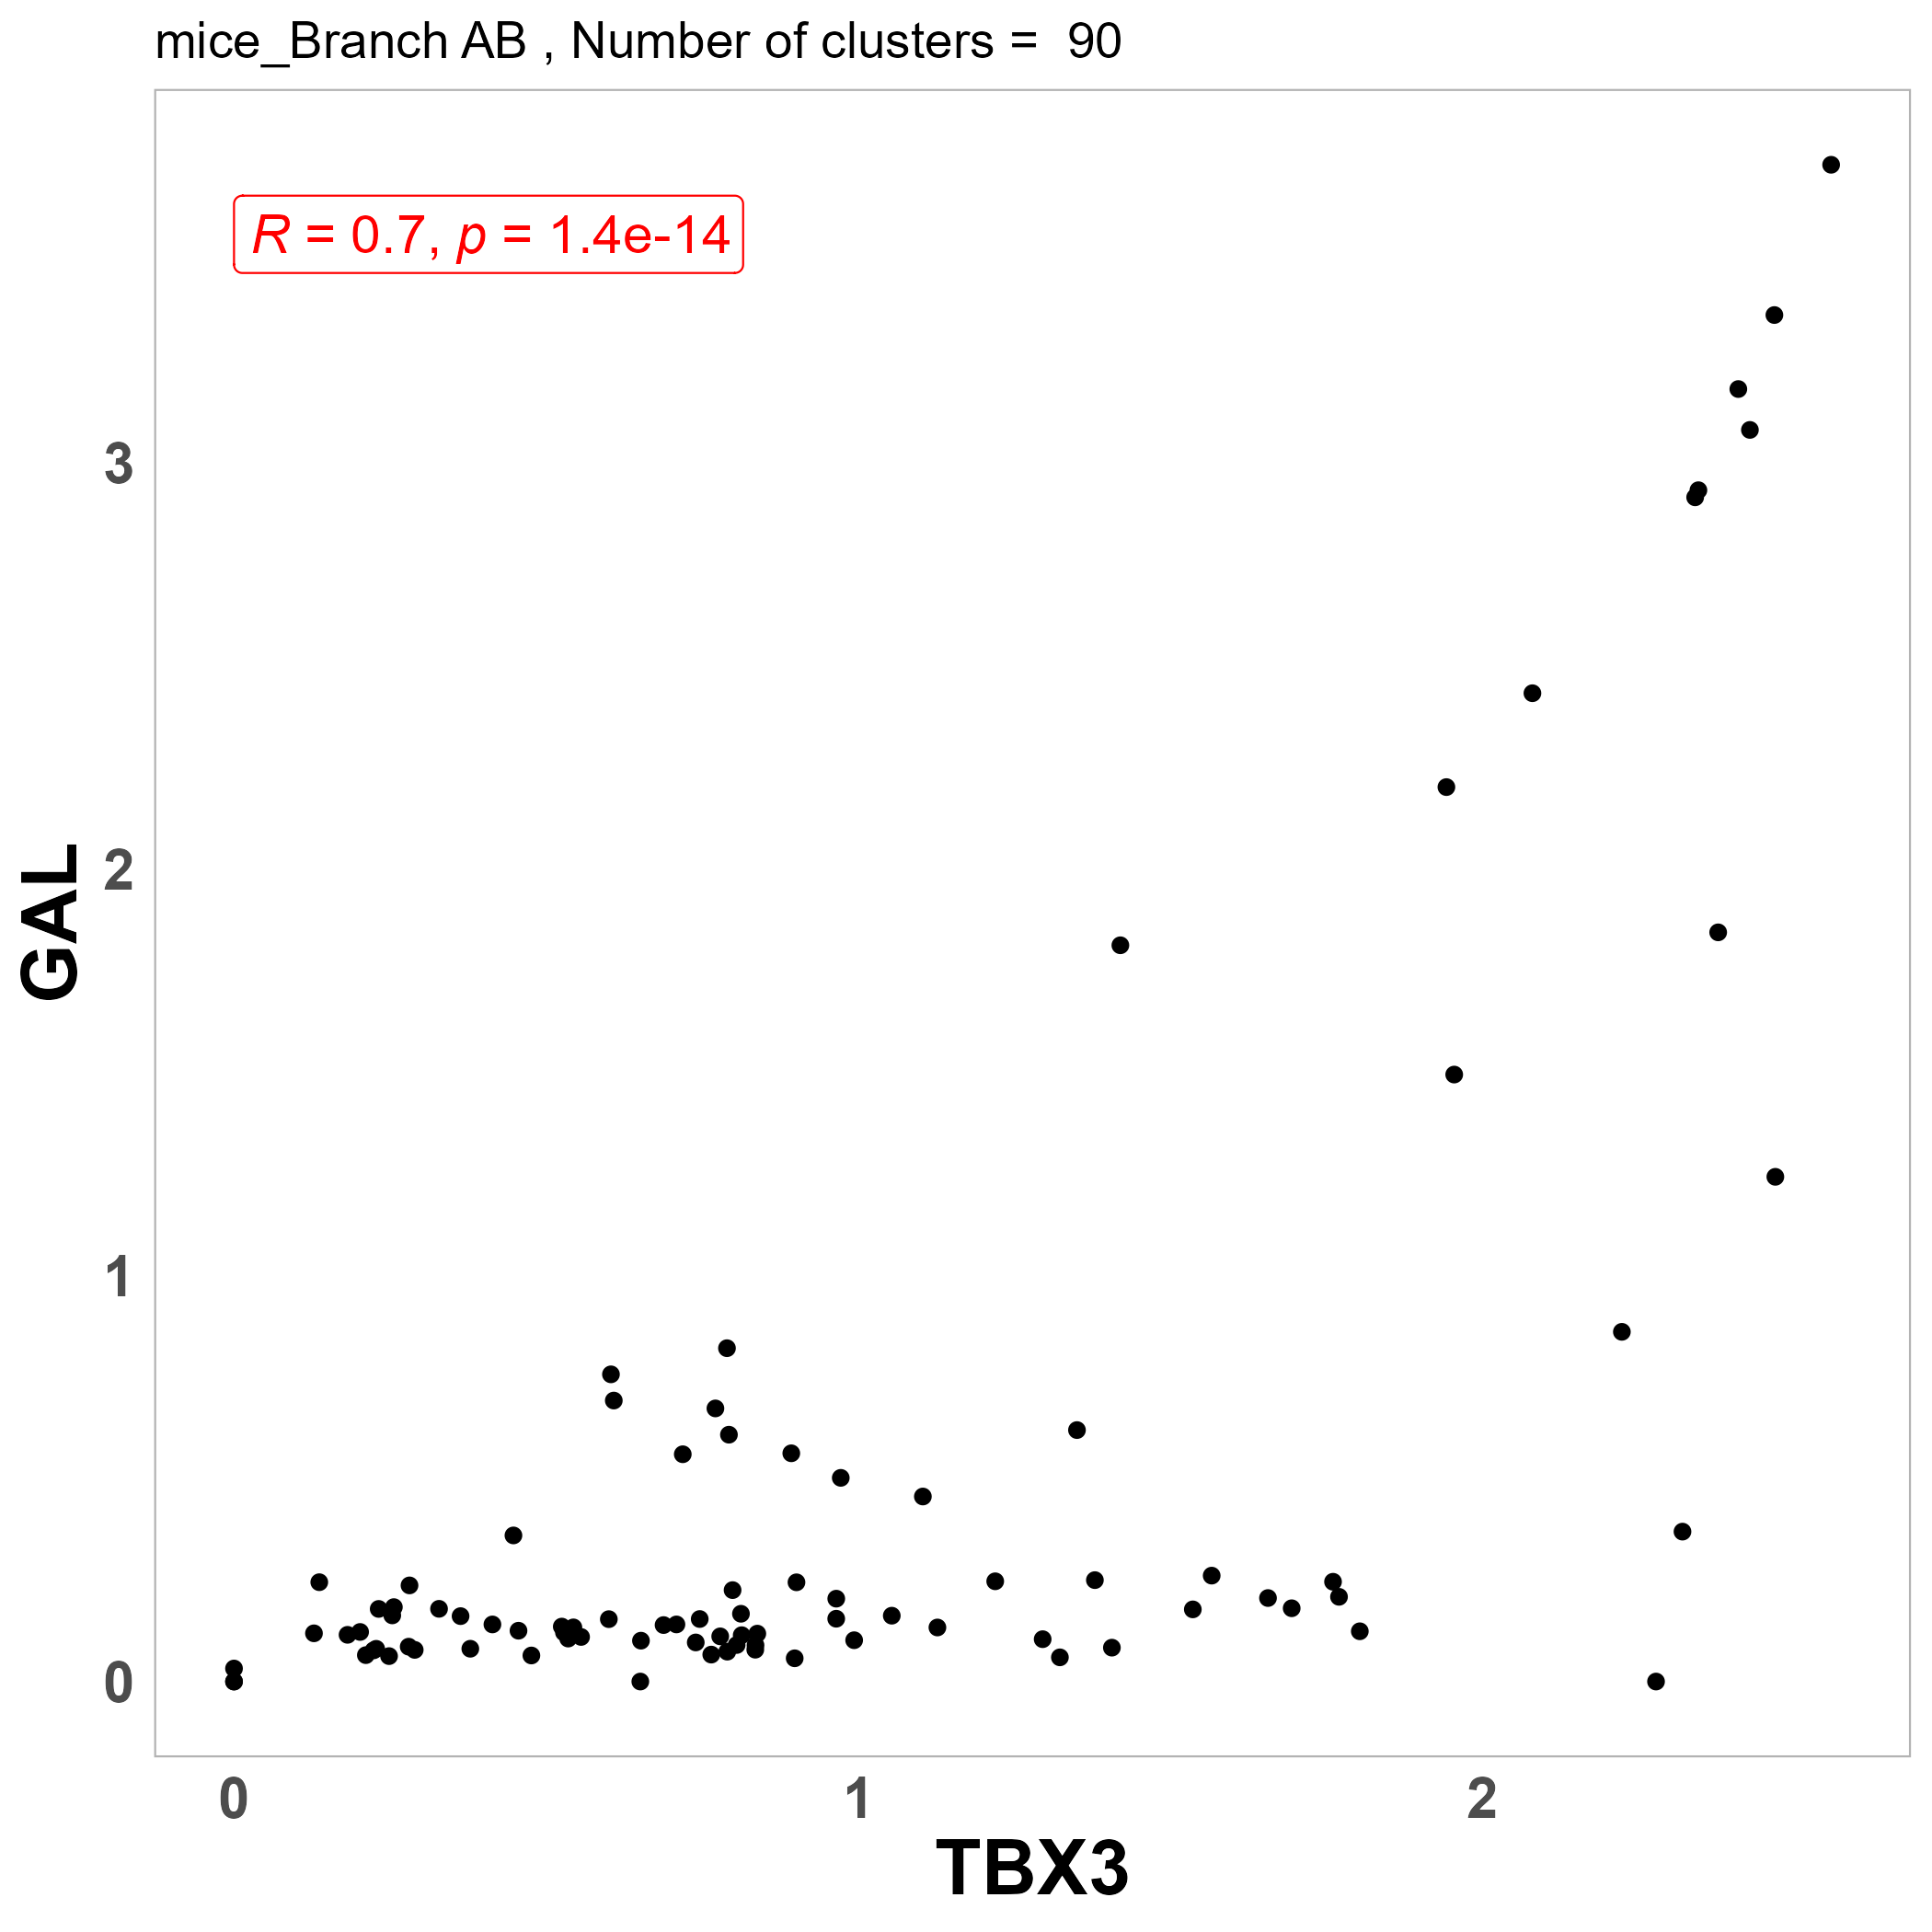 mice_Branch AB , Number of clusters =  90
R = 0.7, p = 1.4e-14
3
2
1
0
GAL
0
1
2
TBX3